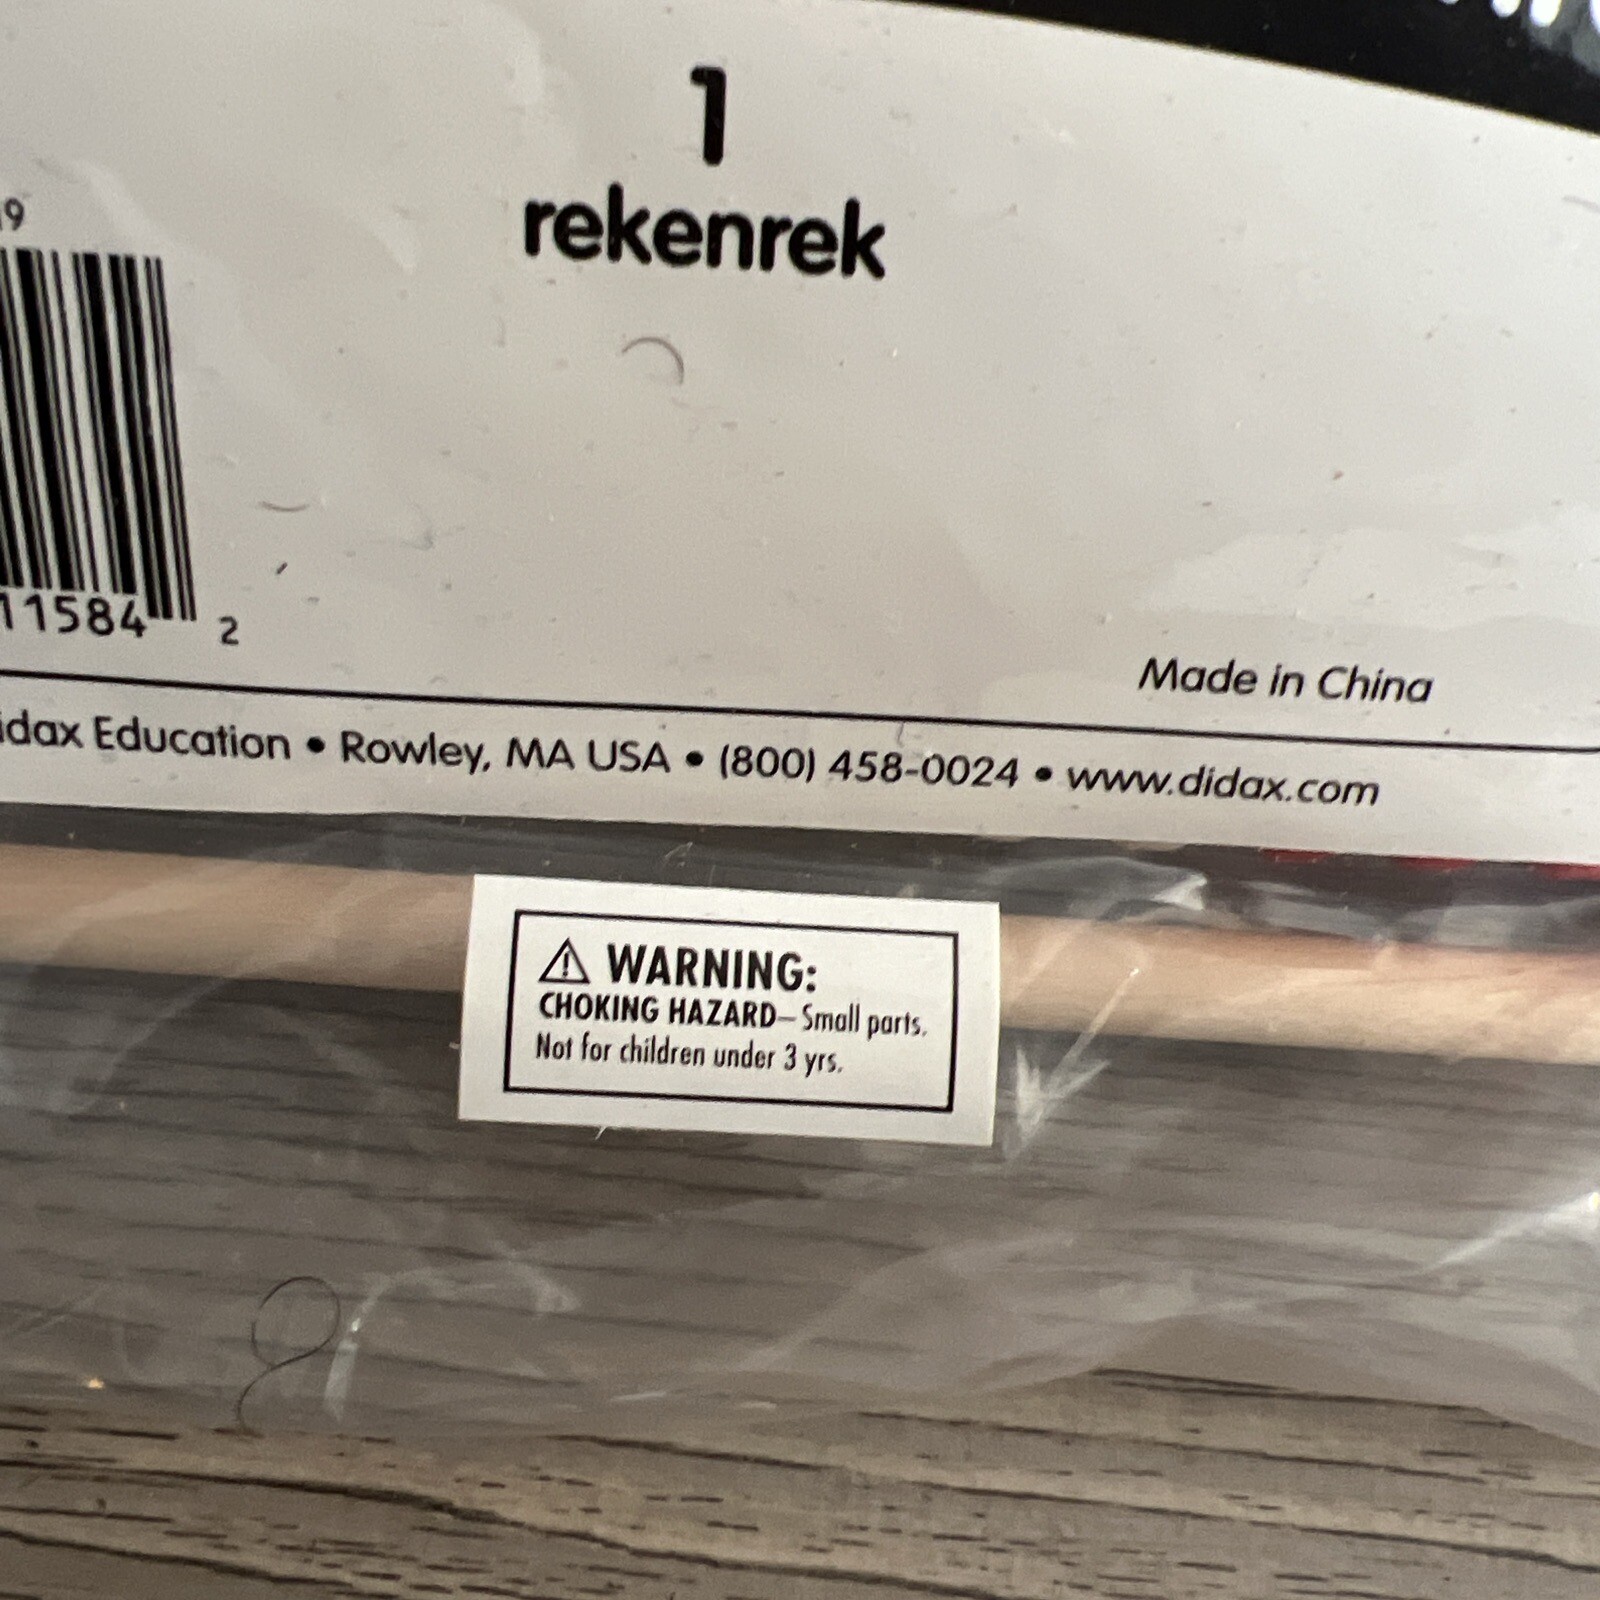 1
rekenrek
19
11584 2
Made in China
idax Education • Rowley, MA USA • (800) 458-0024 • www.didax.com
⚠ WARNING:
CHOKING HAZARD–Small parts.
Not for children under 3 yrs.